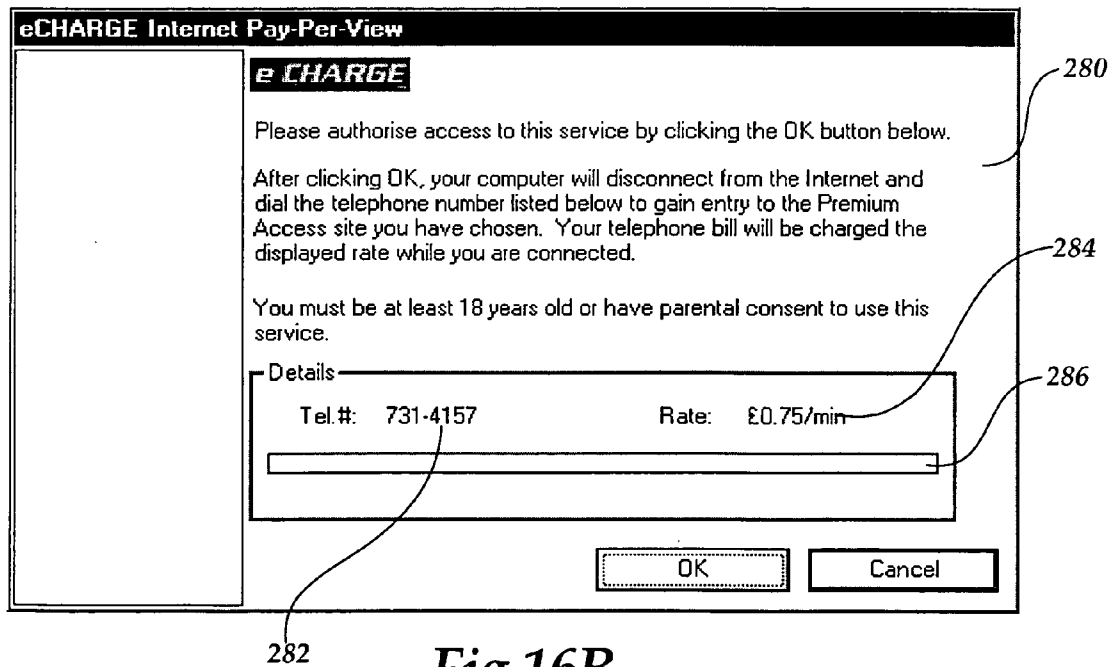 eCHARGE Internet Pay-Per-View
e CHARGE
280
Please authorise access to this service by clicking the OK button below.
After clicking OK, your computer will disconnect from the Internet and
dial the telephone number listed below to gain entry to the Premium
Access site you have chosen. Your telephone bill will be charged the
displayed rate while you are connected.
284
You must be at least 18 years old or have parental consent to use this
service.
Details
286
Tel.#: 731-4157 Rate: £0.75/min
OK Cancel
282
Fig.16B